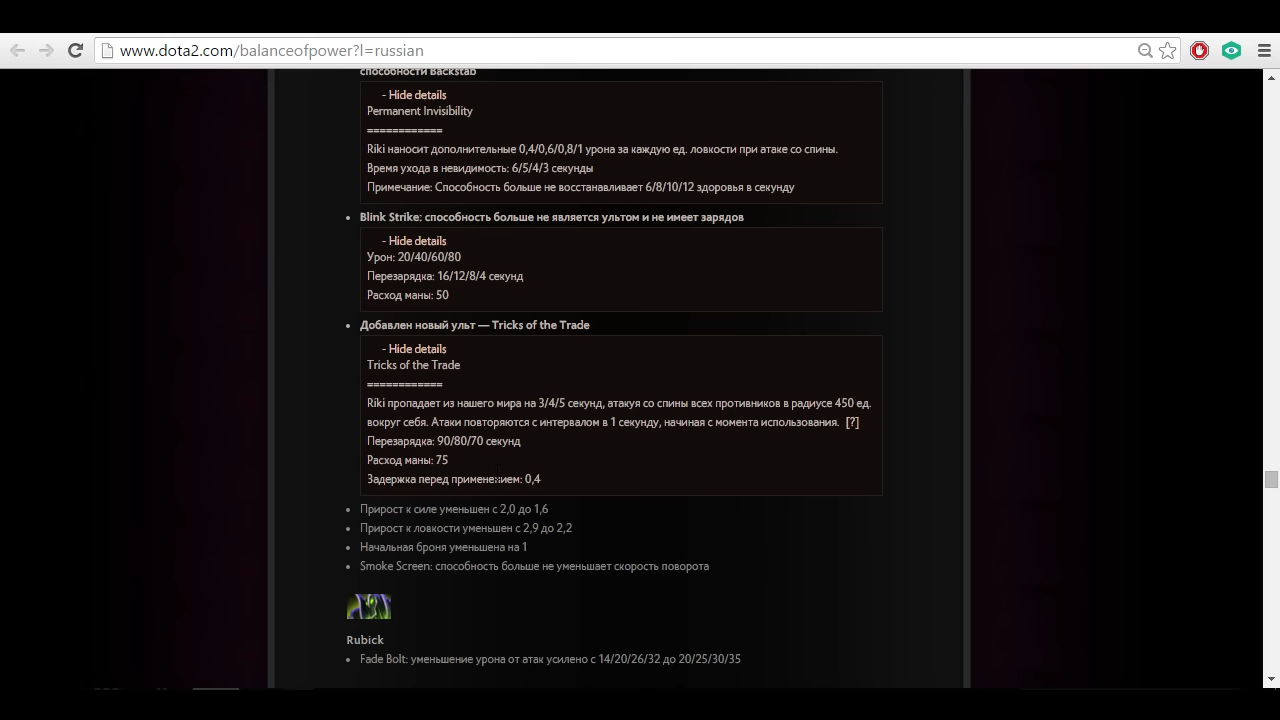 www.dota2.com/balanceofpower?l=russian
способности Backstab
- Hide details
Permanent Invisibility
============
Riki наносит дополнительные 0,4/0,6/0,8/1 урона за каждую ед. ловкости при атаке со спины.
Время ухода в невидимость: 6/5/4/3 секунды
Примечание: Способность больше не восстанавливает 6/8/10/12 здоровья в секунду
• Blink Strike: способность больше не является ультом и не имеет зарядов
- Hide details
Урон: 20/40/60/80
Перезарядка: 16/12/8/4 секунд
Расход маны: 50
• Добавлен новый ульт — Tricks of the Trade
- Hide details
Tricks of the Trade
============
Riki пропадает из нашего мира на 3/4/5 секунд, атакуя со спины всех противников в радиусе 450 ед.
вокруг себя. Атаки повторяются с интервалом в 1 секунду, начиная с момента использования. [?]
Перезарядка: 90/80/70 секунд
Расход маны: 75
Задержка перед применением: 0,4
• Прирост к силе уменьшен с 2,0 до 1,6
• Прирост к ловкости уменьшен с 2,9 до 2,2
• Начальная броня уменьшена на 1
• Smoke Screen: способность больше не уменьшает скорость поворота
Rubick
• Fade Bolt: уменьшение урона от атак усилено с 14/20/26/32 до 20/25/30/35